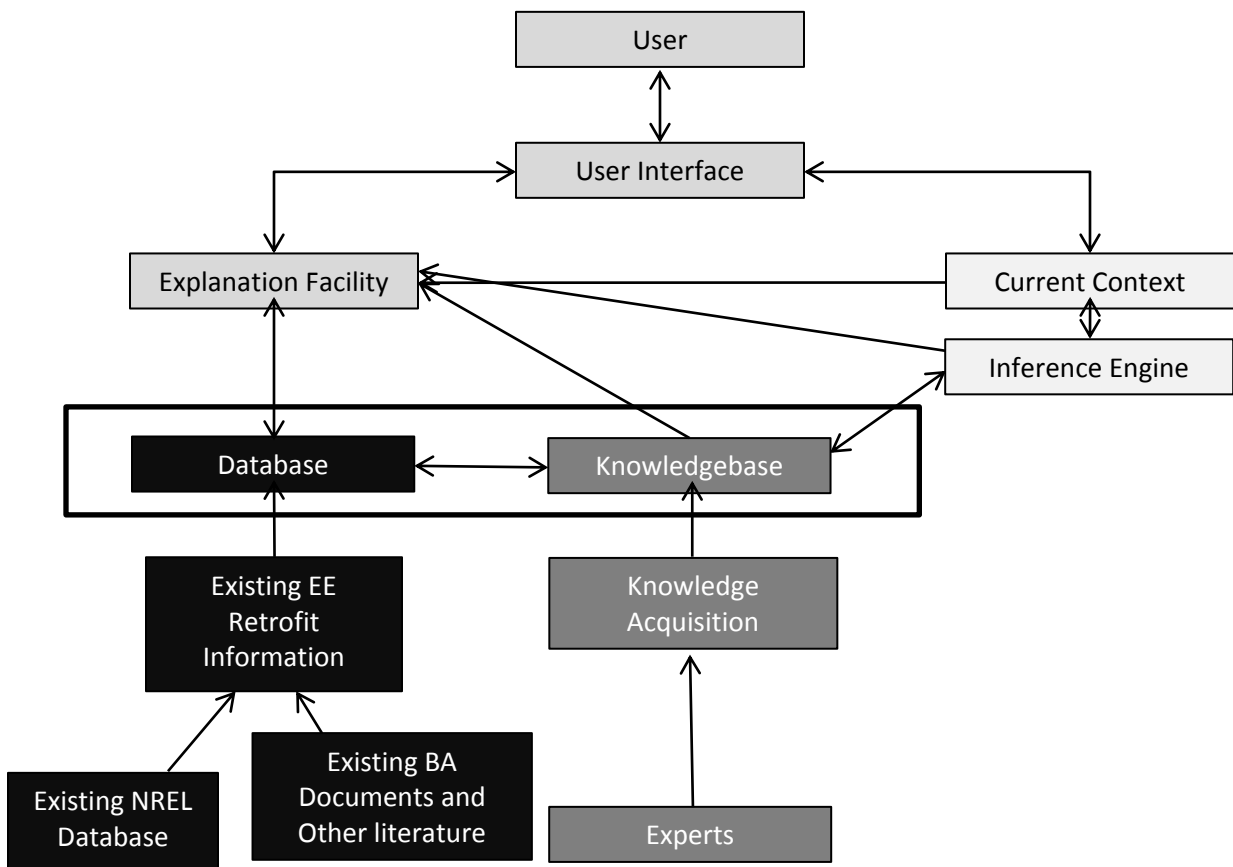 User
User Interface
Explanation Facility
Current Context
Inference Engine
Database
Knowledgebase
Existing EE
Retrofit
Information
Knowledge
Acquisition
Existing NREL
Database
Existing BA
Documents and
Other literature
Experts